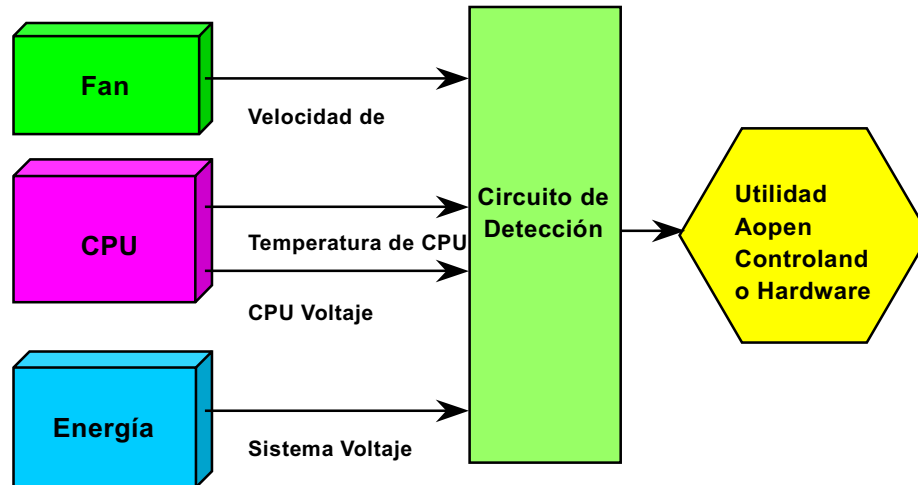 Fan
Velocidad de
CPU
Temperatura de CPU
CPU Voltaje
Energía
Sistema Voltaje
Circuito de
Detección
Utilidad
Aopen
Controland
o Hardware